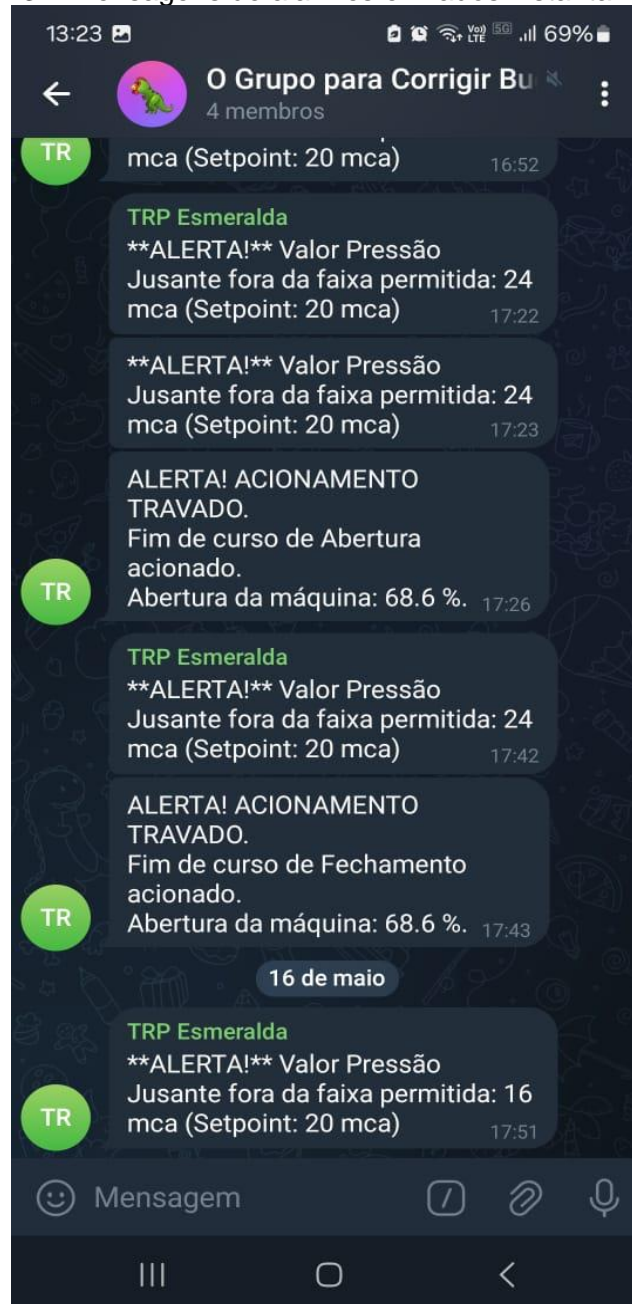 13:23
Vo)) LTE 5G 69%
O Grupo para Corrigir Bu
4 membros
TR
mca (Setpoint: 20 mca) 16:52
TRP Esmeralda
**ALERTA!** Valor Pressão
Jusante fora da faixa permitida: 24
mca (Setpoint: 20 mca) 17:22
**ALERTA!** Valor Pressão
Jusante fora da faixa permitida: 24
mca (Setpoint: 20 mca) 17:23
ALERTA! ACIONAMENTO
TRAVADO.
Fim de curso de Abertura
acionado.
TR
Abertura da máquina: 68.6 %. 17:26
TRP Esmeralda
**ALERTA!** Valor Pressão
Jusante fora da faixa permitida: 24
mca (Setpoint: 20 mca) 17:42
ALERTA! ACIONAMENTO
TRAVADO.
Fim de curso de Fechamento
acionado.
TR
Abertura da máquina: 68.6 %. 17:43
16 de maio
TRP Esmeralda
**ALERTA!** Valor Pressão
Jusante fora da faixa permitida: 16
TR
mca (Setpoint: 20 mca) 17:51
Mensagem